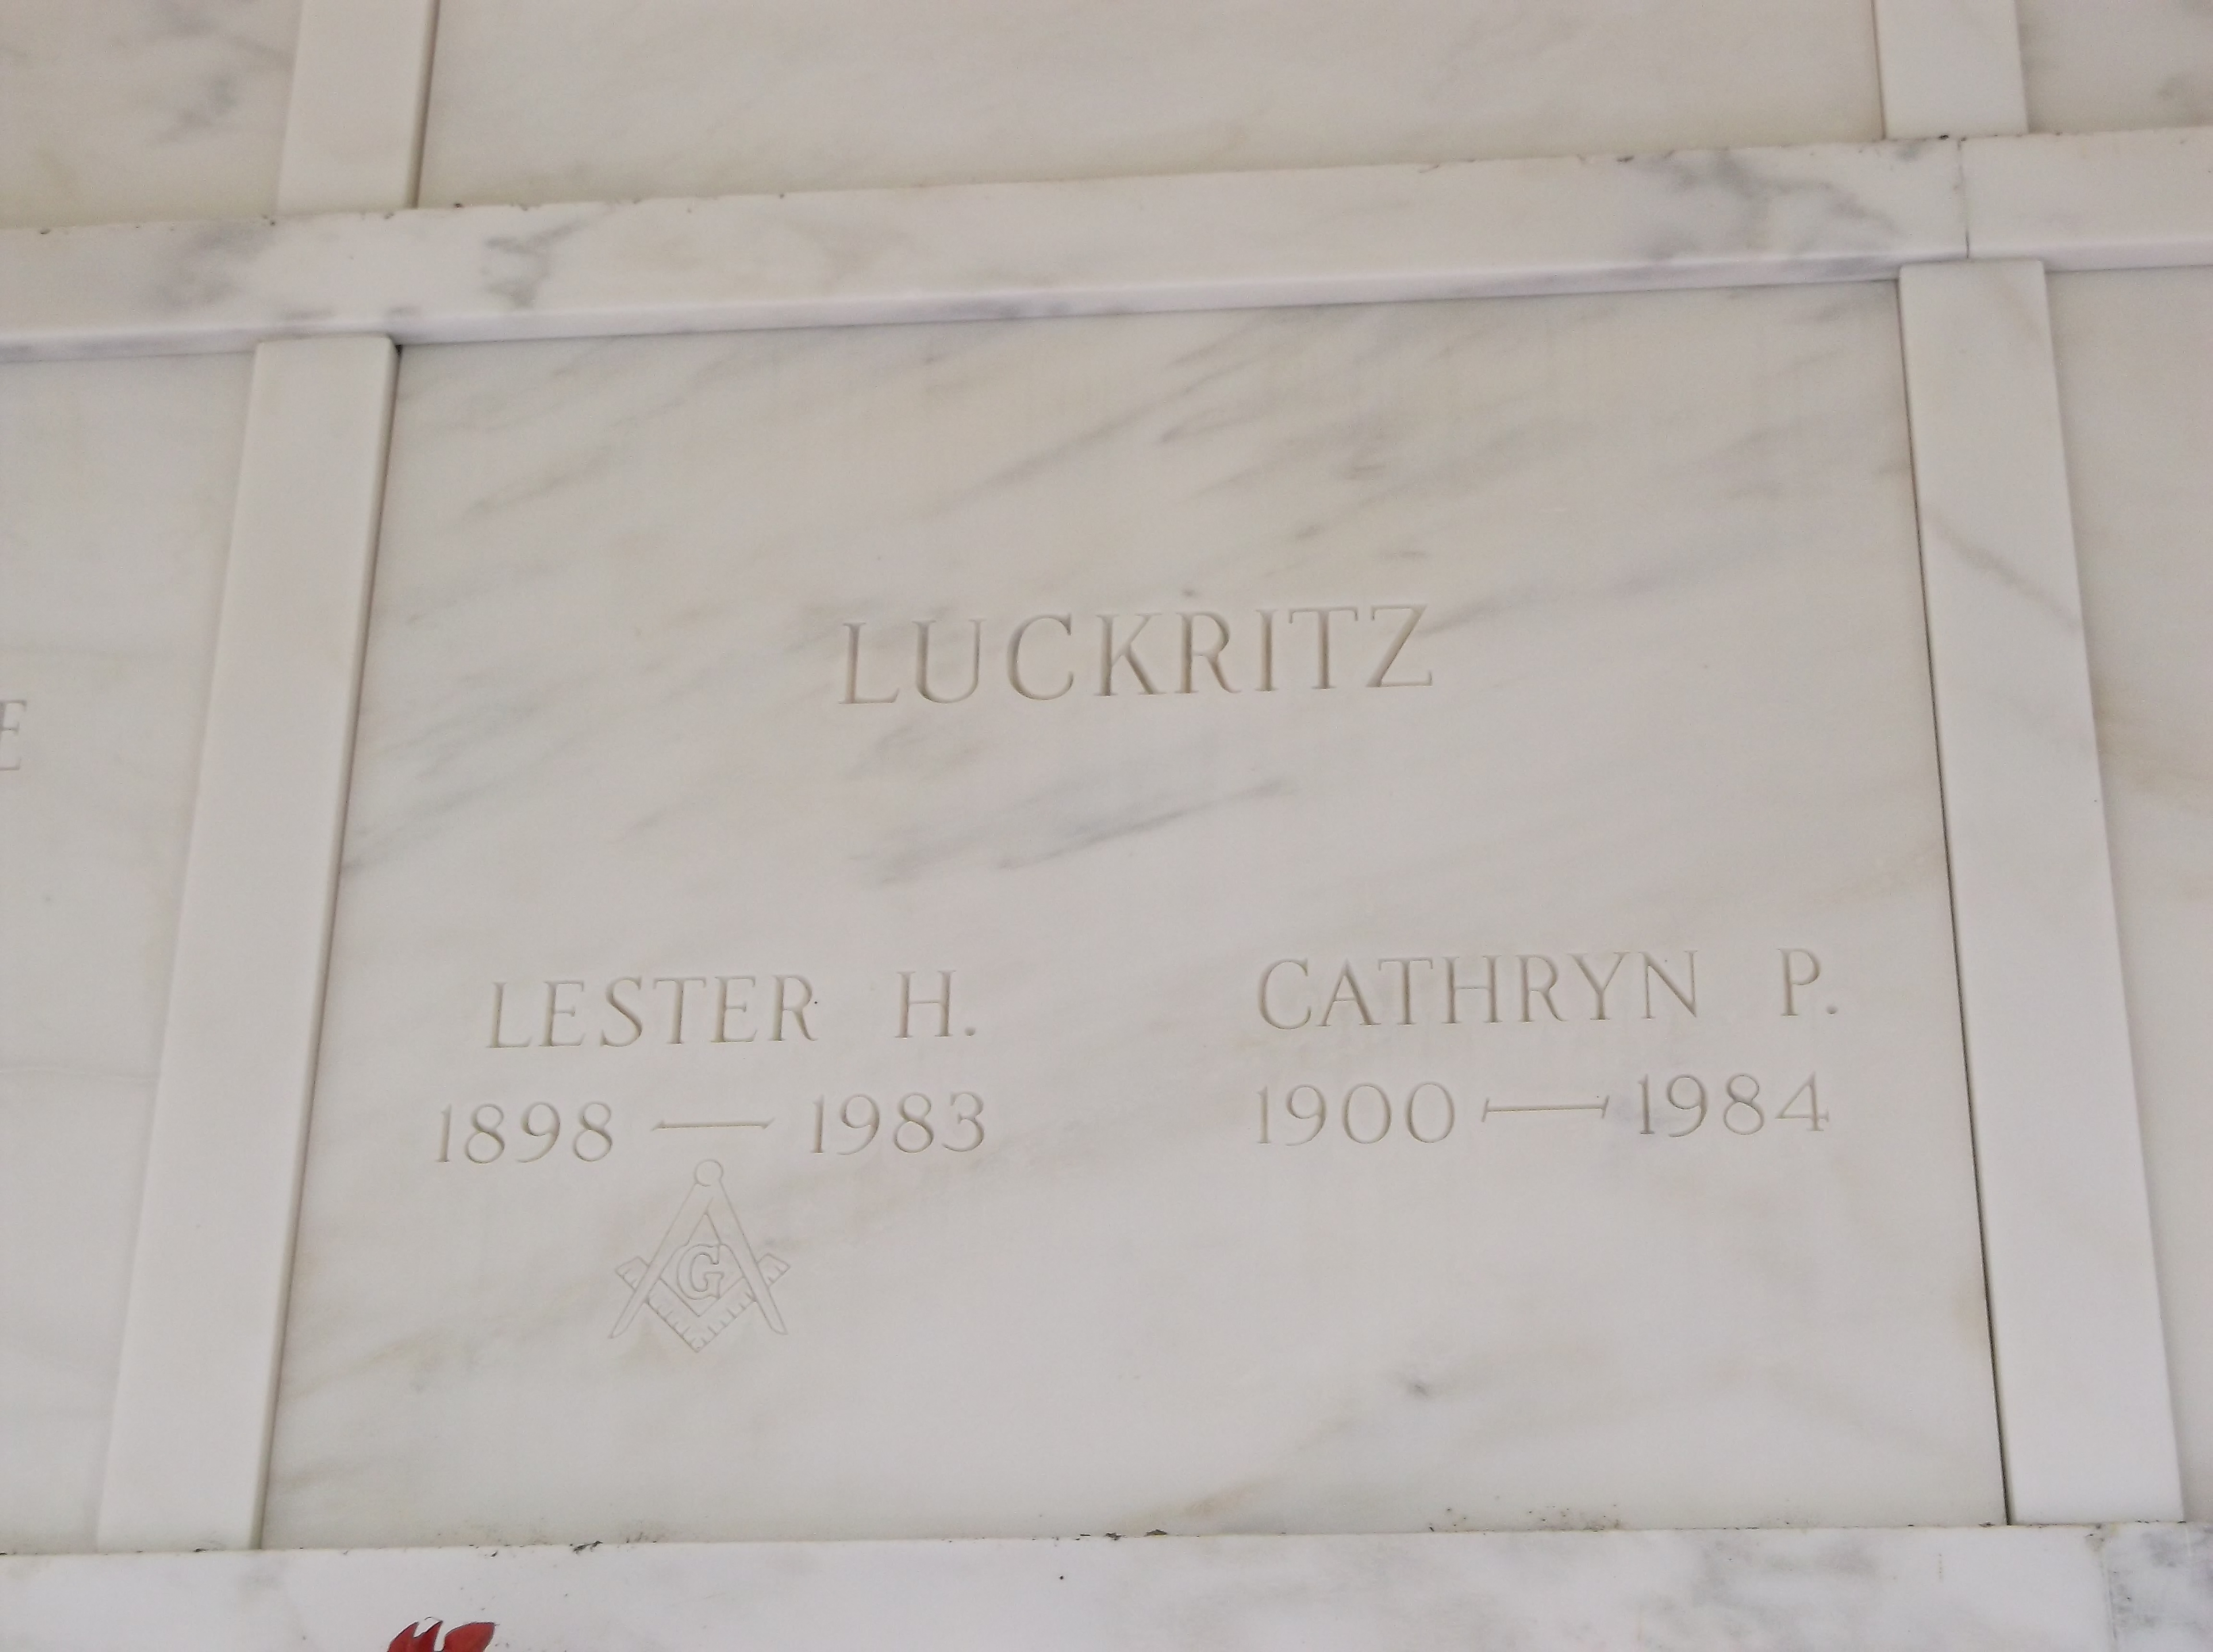 LUCKRITZ
LESTER H. CATHRYN P.
1898 — 1983 1900 — 1984
G
E